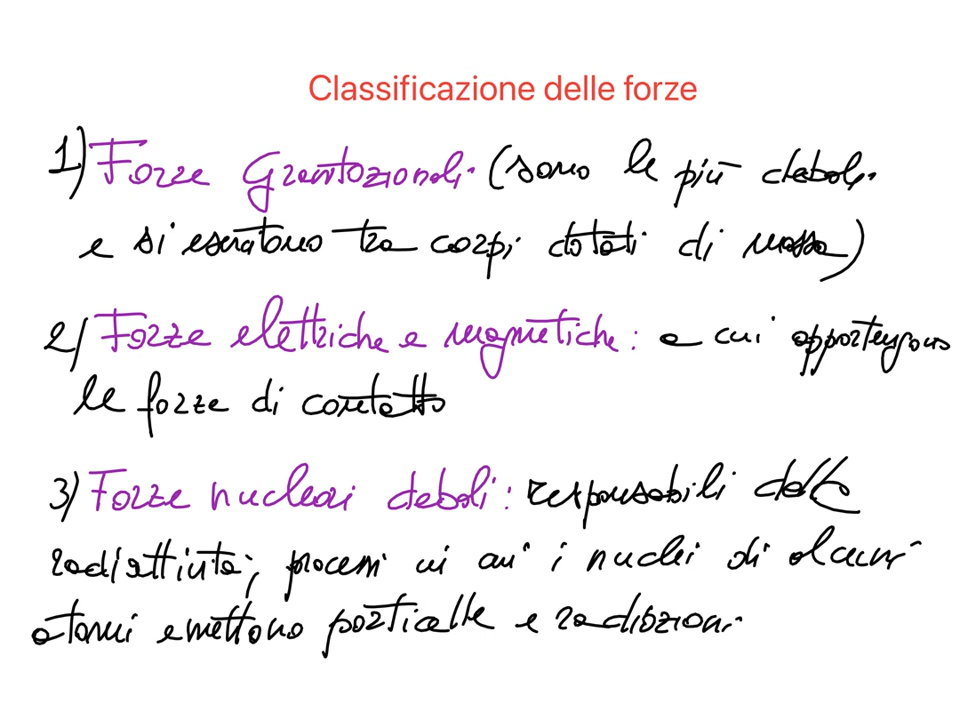 Classificazione delle forze
1) Forze Gravitazionali (sono le più deboli
e si esercitano tra corpi dotati di massa)
2) Forze elettriche e magnetiche: a cui appartengono
le forze di contatto
3) Forze nucleari deboli: responsabili della
radioattività, processi in cui i nuclei di alcuni
atomi emettono particelle e radiazioni